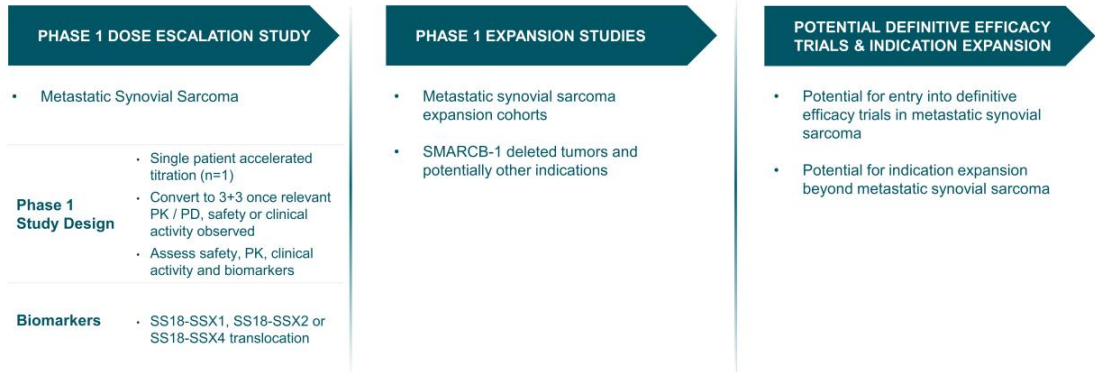 PHASE 1 DOSE ESCALATION STUDY
• Metastatic Synovial Sarcoma
Phase 1
Study Design
• Single patient accelerated
titration (n=1)
• Convert to 3+3 once relevant
PK / PD, safety or clinical
activity observed
• Assess safety, PK, clinical
activity and biomarkers
Biomarkers
• SS18-SSX1, SS18-SSX2 or
SS18-SSX4 translocation
PHASE 1 EXPANSION STUDIES
• Metastatic synovial sarcoma
expansion cohorts
• SMARCB-1 deleted tumors and
potentially other indications
POTENTIAL DEFINITIVE EFFICACY
TRIALS & INDICATION EXPANSION
• Potential for entry into definitive
efficacy trials in metastatic synovial
sarcoma
• Potential for indication expansion
beyond metastatic synovial sarcoma